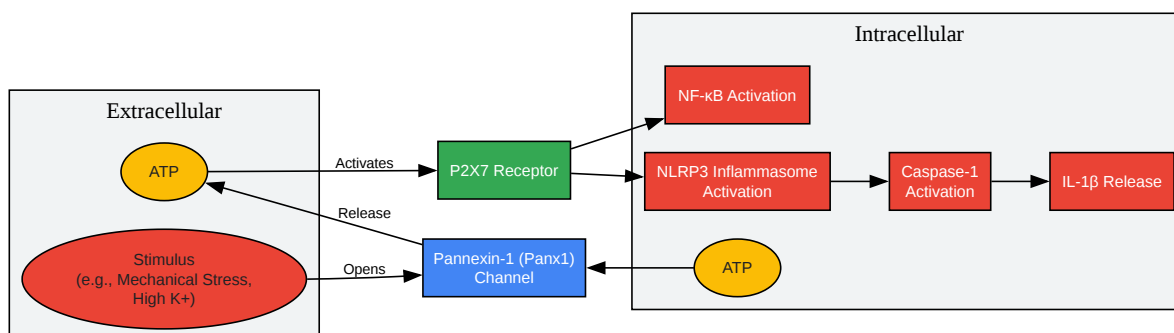 Extracellular
ATP
Stimulus
(e.g., Mechanical Stress,
High K+)
Activates
Release
Opens
P2X7 Receptor
Pannexin-1 (Panx1)
Channel
Intracellular
NF-κB Activation
NLRP3 Inflammasome
Activation
Caspase-1
Activation
IL-1β Release
ATP